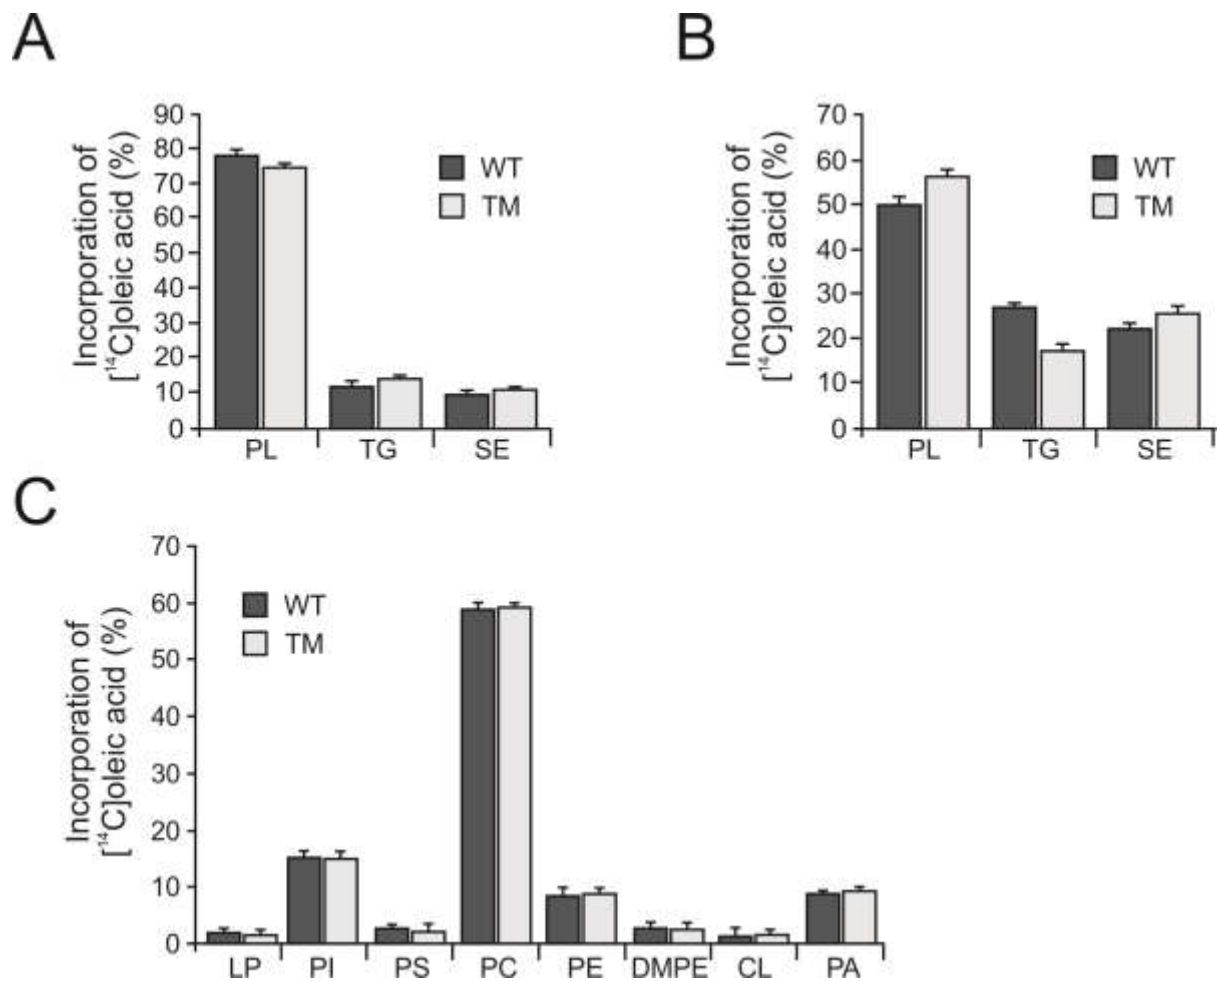 A
Incorporation of
[¹⁴C]oleic acid (%)
90
80
70
60
50
40
30
20
10
0
WT
TM
PL
TG
SE
B
Incorporation of
[¹⁴C]oleic acid (%)
70
60
50
40
30
20
10
0
WT
TM
PL
TG
SE
C
Incorporation of
[¹⁴C]oleic acid (%)
70
60
50
40
30
20
10
0
WT
TM
LP
PI
PS
PC
PE
DMPE
CL
PA